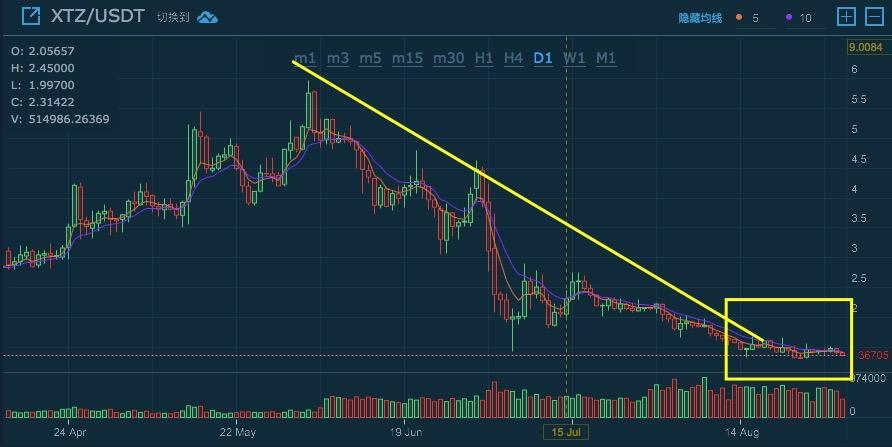 XTZ/USDT 切换到
隐藏均线 5 10
O: 2.05657
H: 2.45000
L: 1.99700
C: 2.31422
V: 514986.26369
m1 m3 m5 m15 m30 H1 H4 D1 W1 M1
9.0084
6
5.5
5
4.5
4
3.5
3
2.5
2
36705
974000
0
24 Apr 22 May 19 Jun 15 Jul 14 Aug